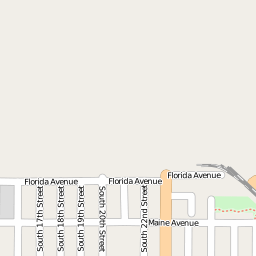 Florida Avenue
Florida Avenue
Florida Avenue
South 17th Street
South 18th Street
South 19th Street
South 20th Street
South 22nd Street
Maine Avenue